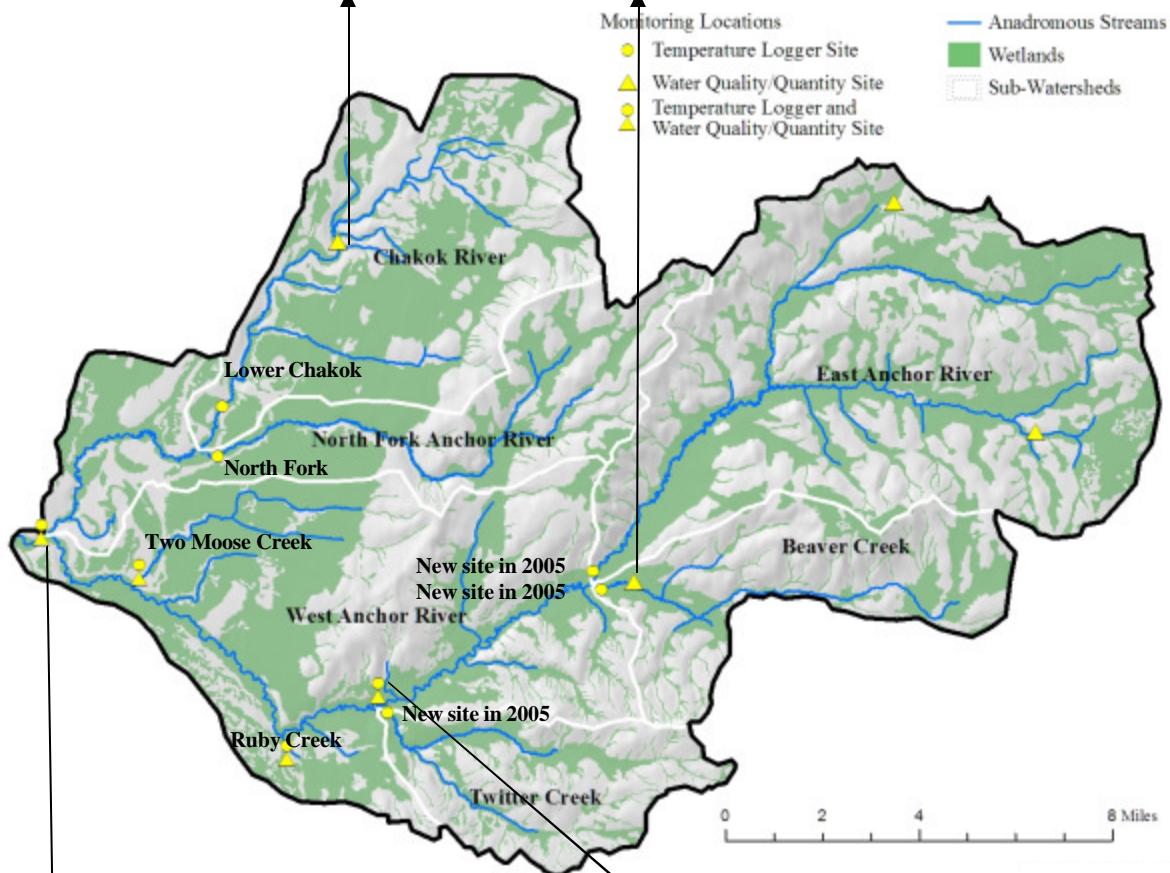 Monitoring Locations
Temperature Logger Site
Water Quality/Quantity Site
Temperature Logger and
Water Quality/Quantity Site
Anadromous Streams
Wetlands
Sub-Watersheds
Chakok River
Lower Chakok
East Anchor River
North Fork Anchor River
North Fork
Two Moose Creek
Beaver Creek
New site in 2005
New site in 2005
West Anchor River
New site in 2005
Ruby Creek
Twitter Creek
0 2 4 8 Miles